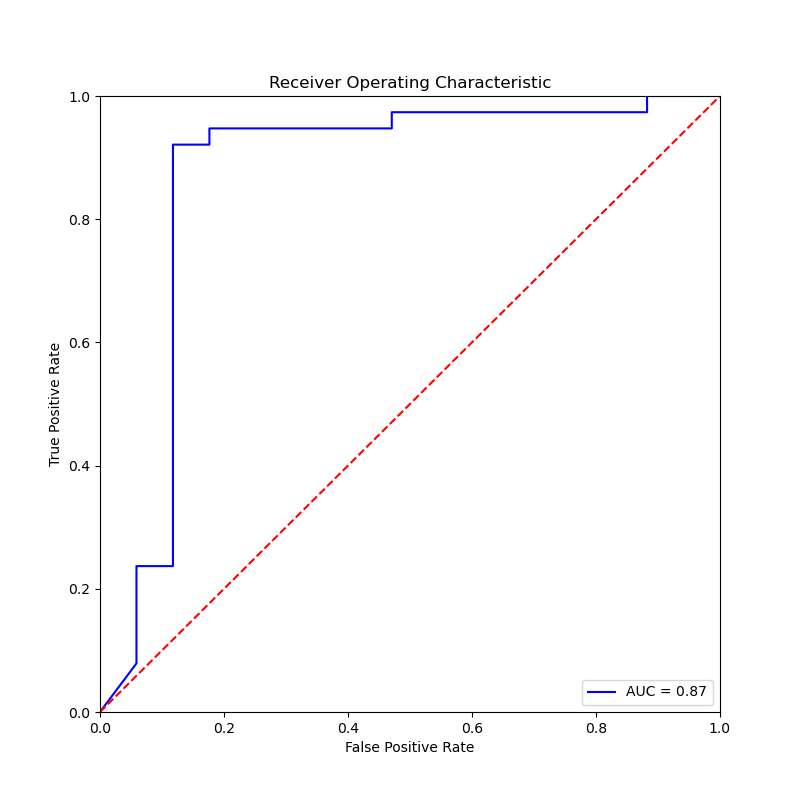 Receiver Operating Characteristic
1.0
0.8
0.6
0.4
0.2
0.0
True Positive Rate
0.0 0.2 0.4 0.6 0.8 1.0
False Positive Rate
AUC = 0.87